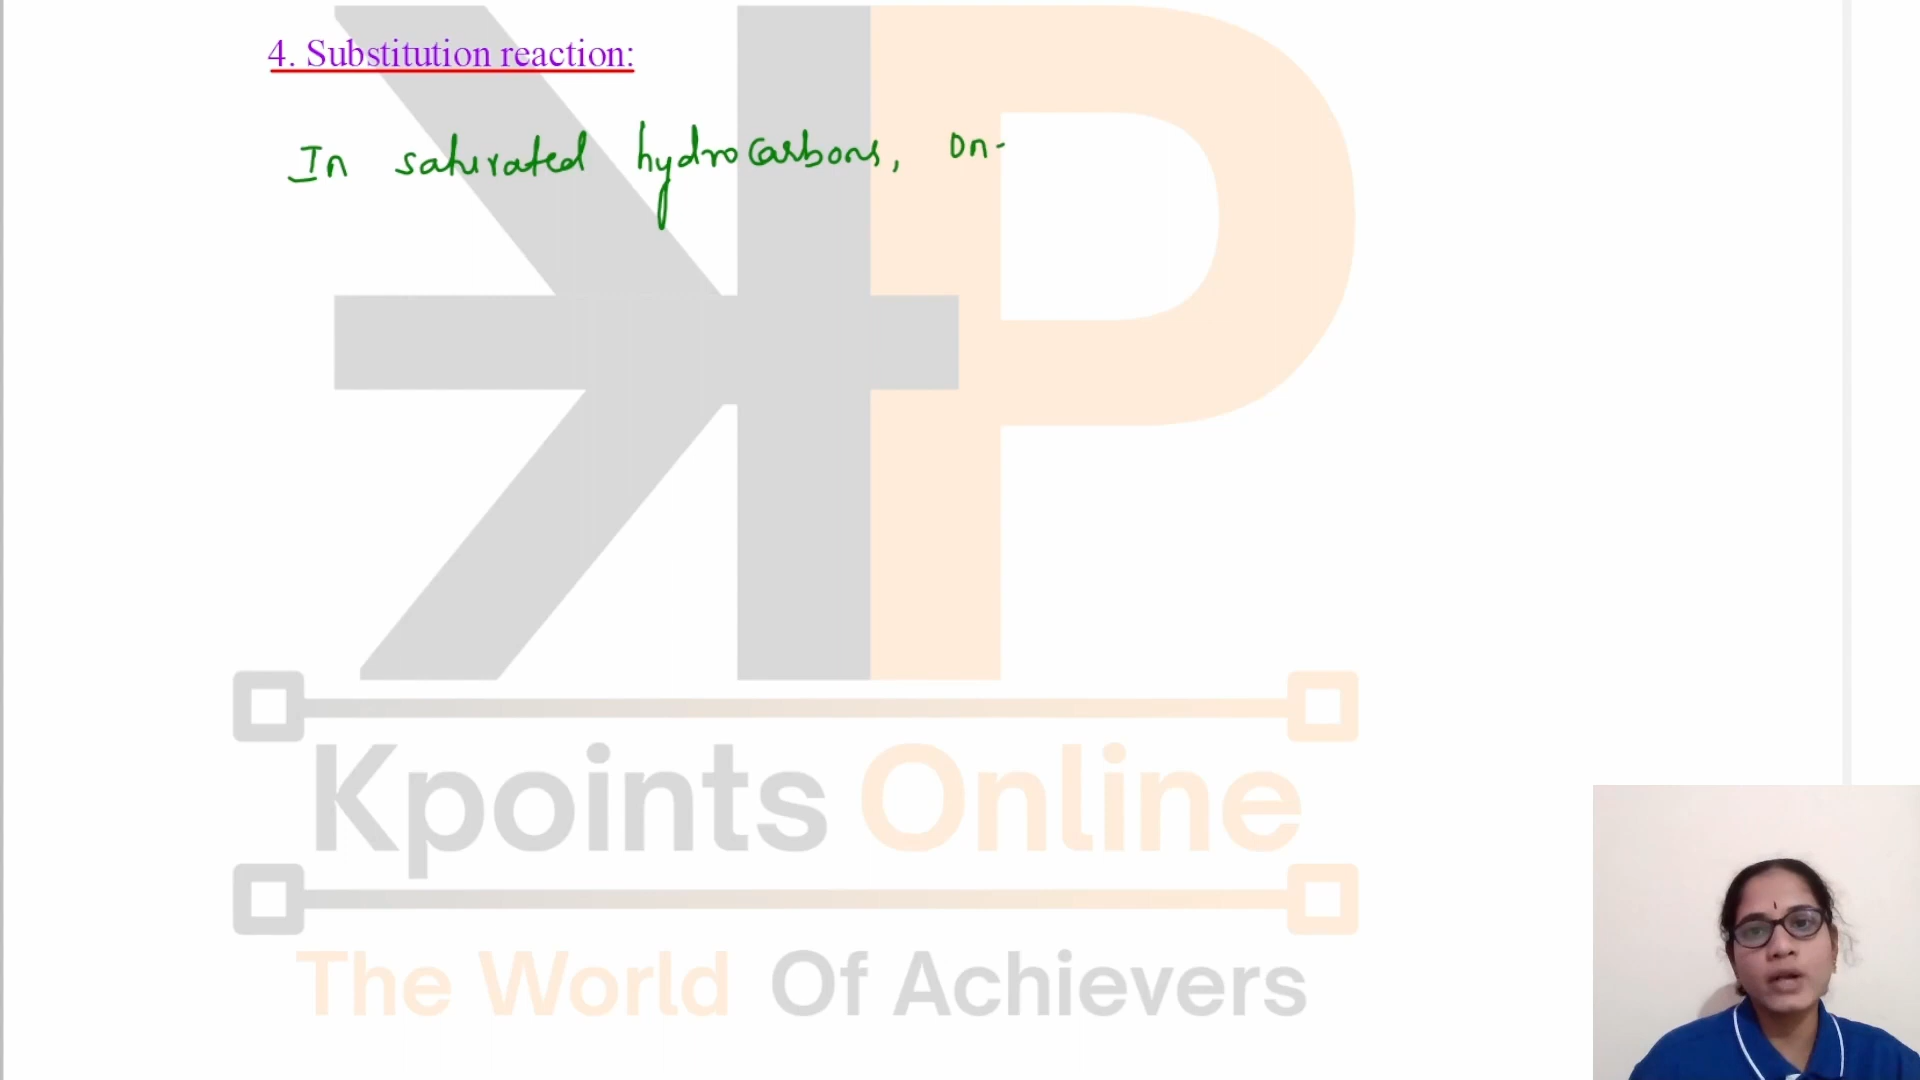 4. Substitution reaction:
In saturated hydrocarbons, on
Kpoints Online
The World Of Achievers